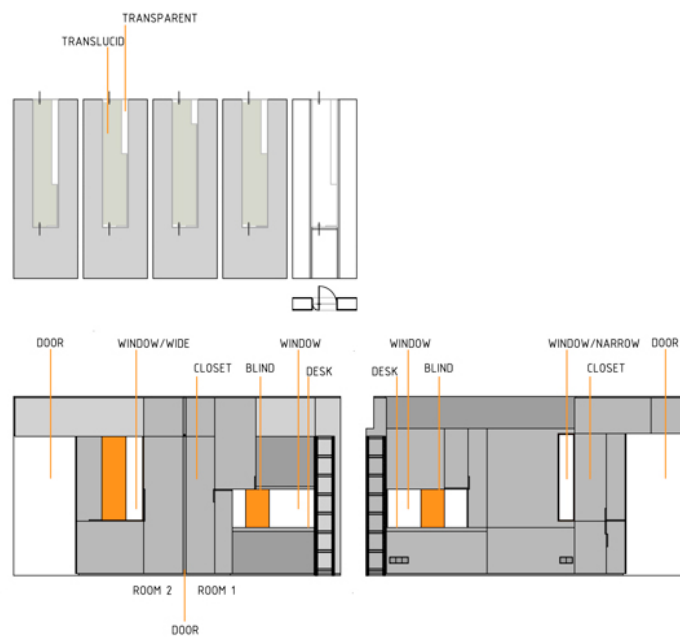 TRANSPARENT
TRANSLUCID
DOOR
WINDOW/WIDE
CLOSET
BLIND
WINDOW
DESK
WINDOW
DESK
BLIND
WINDOW/NARROW
CLOSET
DOOR
ROOM 2
ROOM 1
DOOR